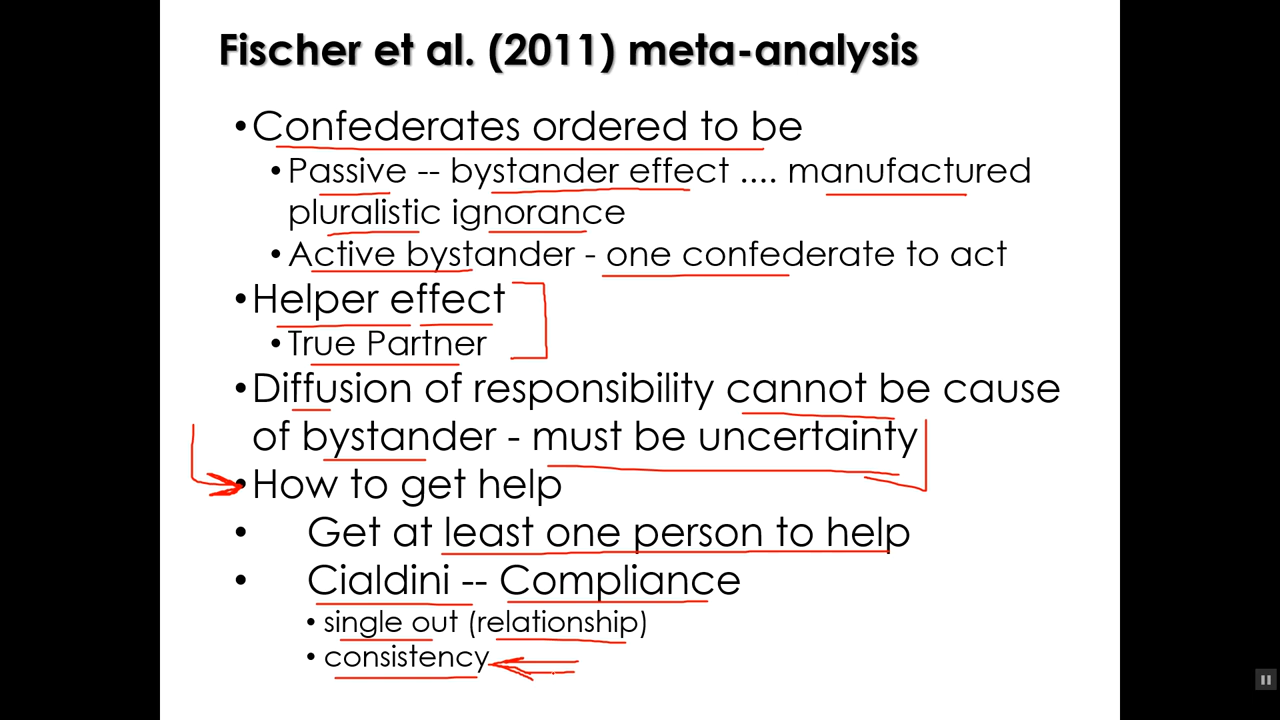 Fischer et al. (2011) meta-analysis
•Confederates ordered to be
•Passive -- bystander effect .... manufactured
pluralistic ignorance
•Active bystander - one confederate to act
•Helper effect
•True Partner
•Diffusion of responsibility cannot be cause
of bystander - must be uncertainty
•How to get help
• Get at least one person to help
• Cialdini -- Compliance
• single out (relationship)
• consistency